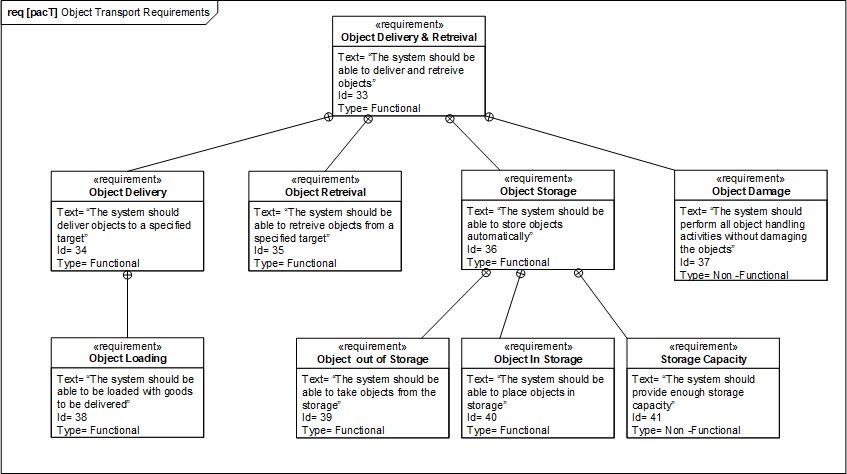 req [pacT] Object Transport Requirements
«requirement»
Object Delivery & Retreival
Text= “The system should be
able to deliver and retreive
objects”
Id= 33
Type= Functional
«requirement»
Object Delivery
Text= “The system should
deliver objects to a specified
target”
Id= 34
Type= Functional
«requirement»
Object Retreival
Text= “The system should be
able to retreive objects from a
specified target”
Id= 35
Type= Functional
«requirement»
Object Storage
Text= “The system should be
able to store objects
automatically”
Id= 36
Type= Functional
«requirement»
Object Damage
Text= “The system should
perform all object handling
activities without damaging
the objects”
Id= 37
Type= Non -Functional
«requirement»
Object Loading
Text= “The system should be
able to be loaded with goods
to be delivered”
Id= 38
Type= Functional
«requirement»
Object out of Storage
Text= “The system should be
able to take objects from the
storage”
Id= 39
Type= Functional
«requirement»
Object In Storage
Text= “The system should be
able to place objects in
storage”
Id= 40
Type= Functional
«requirement»
Storage Capacity
Text= “The system should
provide enough storage
capacity”
Id= 41
Type= Non -Functional